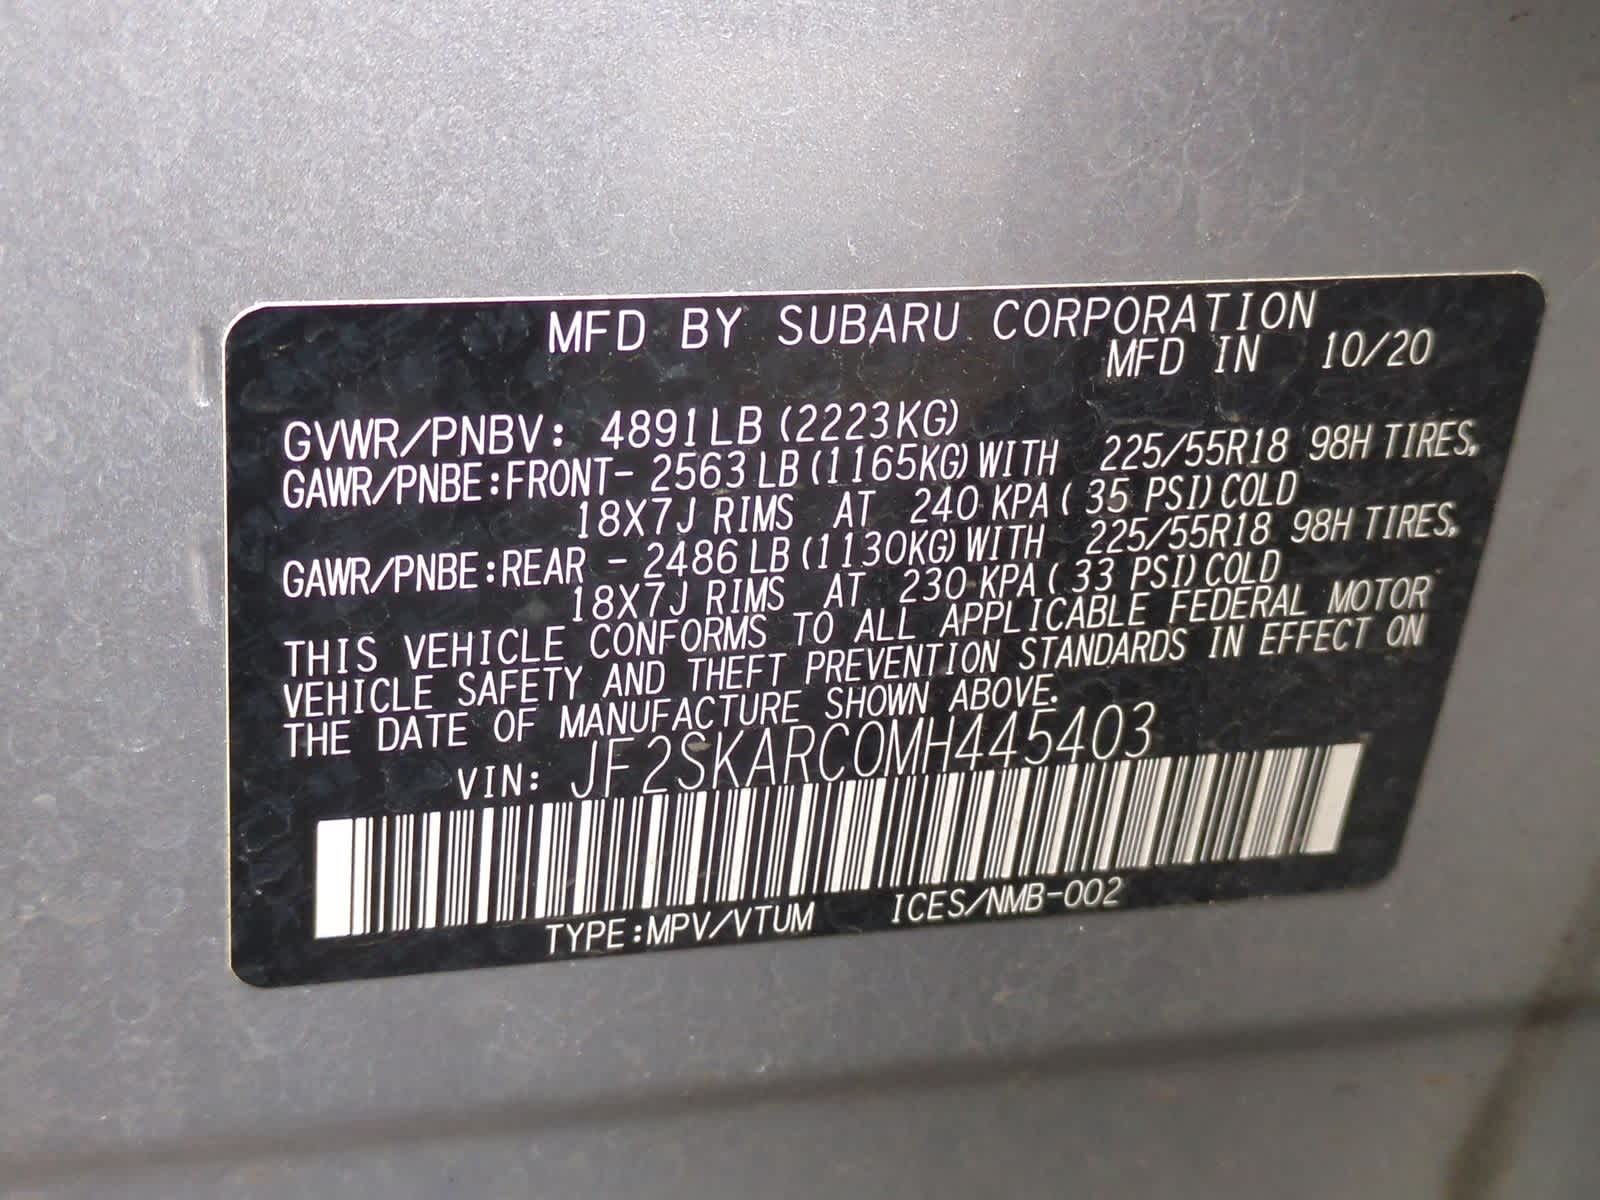 MFD BY SUBARU CORPORATION
MFD IN 10/20
GVWR/PNBV: 4891LB (2223KG)
GAWR/PNBE:FRONT- 2563 LB(1165KG)WITH 225/55R18 98H TIRES,
18X7J RIMS AT 240 KPA( 35 PSI)COLD
GAWR/PNBE:REAR - 2486 LB(1130KG)WITH 225/55R18 98H TIRES,
18X7J RIMS AT 230 KPA( 33 PSI)COLD
THIS VEHICLE CONFORMS TO ALL APPLICABLE FEDERAL MOTOR
VEHICLE SAFETY AND THEFT PREVENTION STANDARDS IN EFFECT ON
THE DATE OF MANUFACTURE SHOWN ABOVE.
VIN: JF2SKARC0MH445403
TYPE:MPV/VTUM ICES/NMB-002